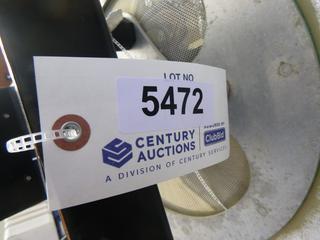 LOT NO
5472
CENTURY
AUCTIONS
POWERED BY
ClubBid
A DIVISION OF CENTURY SERVICES